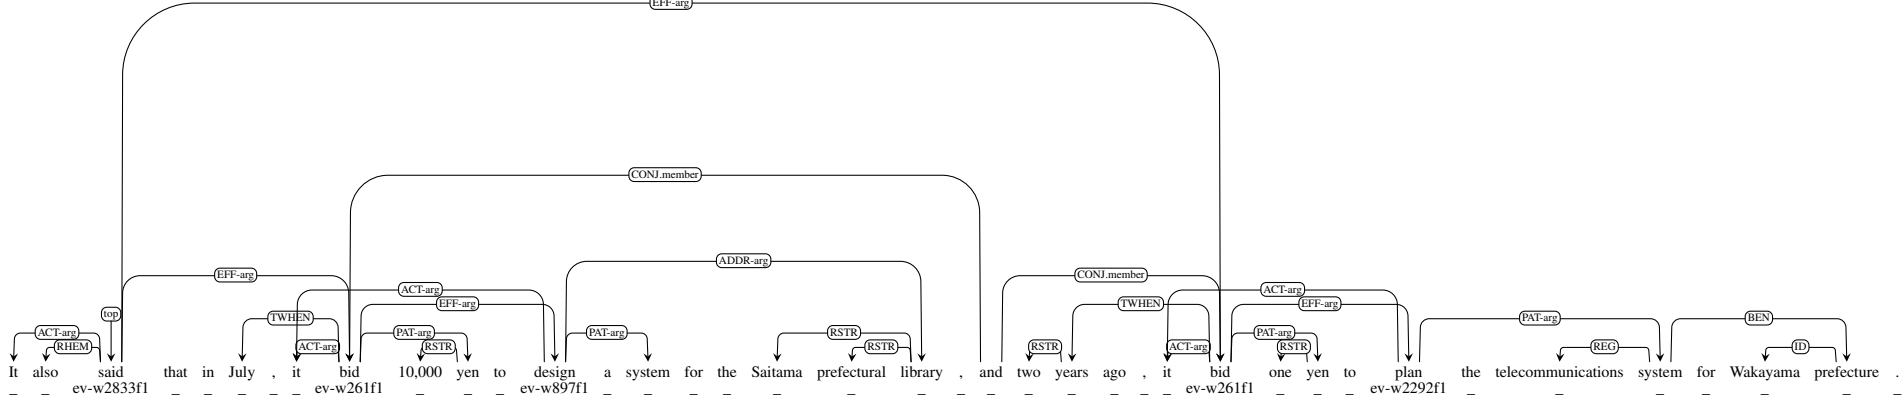 EFF-arg
CONJ.member
ADDR-arg
EFF-arg CONJ.member
ACT-arg ACT-arg
EFF-arg TWHEN EFF-arg
top TWHEN PAT-arg BEN
ACT-arg PAT-arg PAT-arg RSTR PAT-arg
RHEM ACT-arg RSTR RSTR RSTR ACT-arg RSTR REG ID
It also said that in July , it bid 10,000 yen to design a system for the Saitama prefectural library , and two years ago , it bid one yen to plan the telecommunications system for Wakayama prefecture .
_ _ ev-w2833f1 _ _ _ _ _ ev-w261f1 _ _ _ ev-w897f1 _ _ _ _ _ _ _ _ _ _ _ _ _ _ ev-w261f1 _ _ _ ev-w2292f1 _ _ _ _ _ _ _